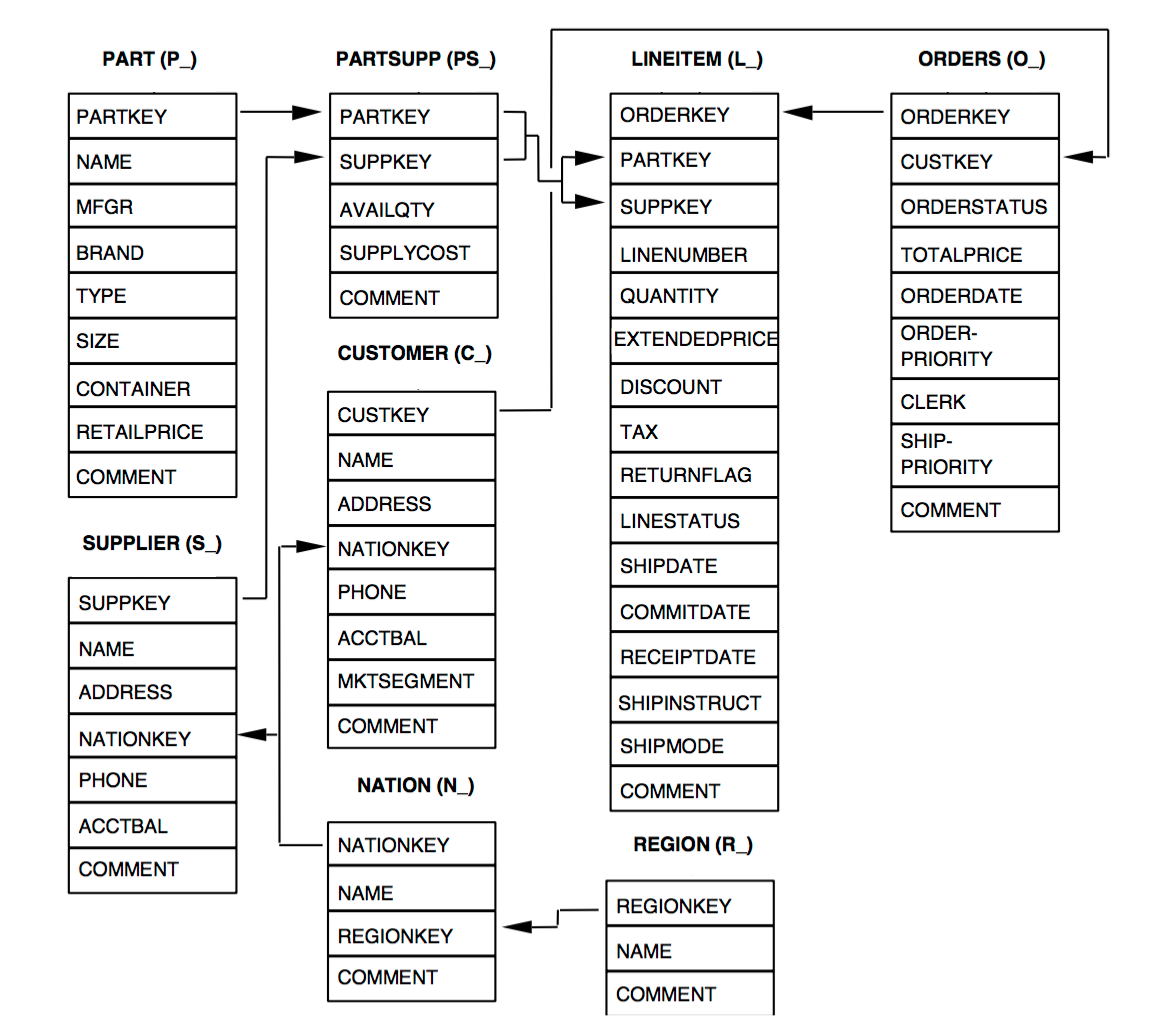 PART (P_)
PARTKEY
NAME
MFGR
BRAND
TYPE
SIZE
CONTAINER
RETAILPRICE
COMMENT
SUPPLIER (S_)
SUPPKEY
NAME
ADDRESS
NATIONKEY
PHONE
ACCTBAL
COMMENT
PARTSUPP (PS_)
PARTKEY
SUPPKEY
AVAILQTY
SUPPLYCOST
COMMENT
CUSTOMER (C_)
CUSTKEY
NAME
ADDRESS
NATIONKEY
PHONE
ACCTBAL
MKTSEGMENT
COMMENT
NATION (N_)
NATIONKEY
NAME
REGIONKEY
COMMENT
LINEITEM (L_)
ORDERKEY
PARTKEY
SUPPKEY
LINENUMBER
QUANTITY
EXTENDEDPRICE
DISCOUNT
TAX
RETURNFLAG
LINESTATUS
SHIPDATE
COMMITDATE
RECEIPTDATE
SHIPINSTRUCT
SHIPMODE
COMMENT
REGION (R_)
REGIONKEY
NAME
COMMENT
ORDERS (O_)
ORDERKEY
CUSTKEY
ORDERSTATUS
TOTALPRICE
ORDERDATE
ORDER-
PRIORITY
CLERK
SHIP-
PRIORITY
COMMENT